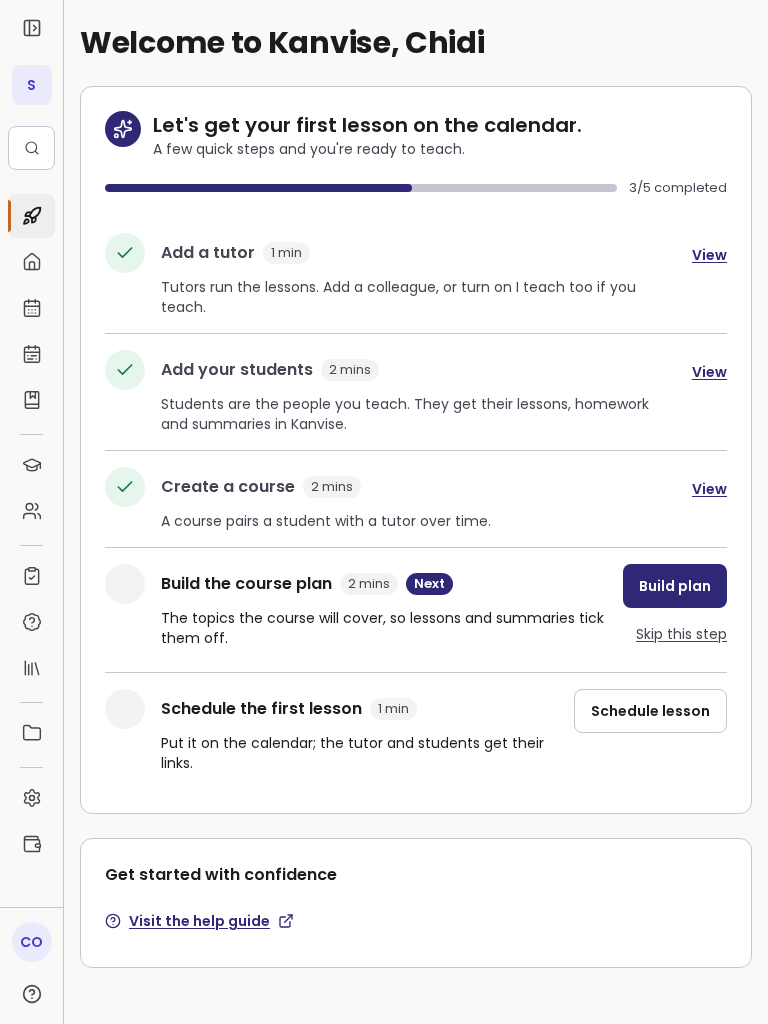 Welcome to Kanvise, Chidi
S
Let's get your first lesson on the calendar.
A few quick steps and you're ready to teach.
3/5 completed
Add a tutor 1 min
View
Tutors run the lessons. Add a colleague, or turn on I teach too if you
teach.
Add your students 2 mins
View
Students are the people you teach. They get their lessons, homework
and summaries in Kanvise.
Create a course 2 mins
View
A course pairs a student with a tutor over time.
Build the course plan 2 mins Next
Build plan
The topics the course will cover, so lessons and summaries tick
them off.
Skip this step
Schedule the first lesson 1 min
Schedule lesson
Put it on the calendar; the tutor and students get their
links.
Get started with confidence
Visit the help guide
CO